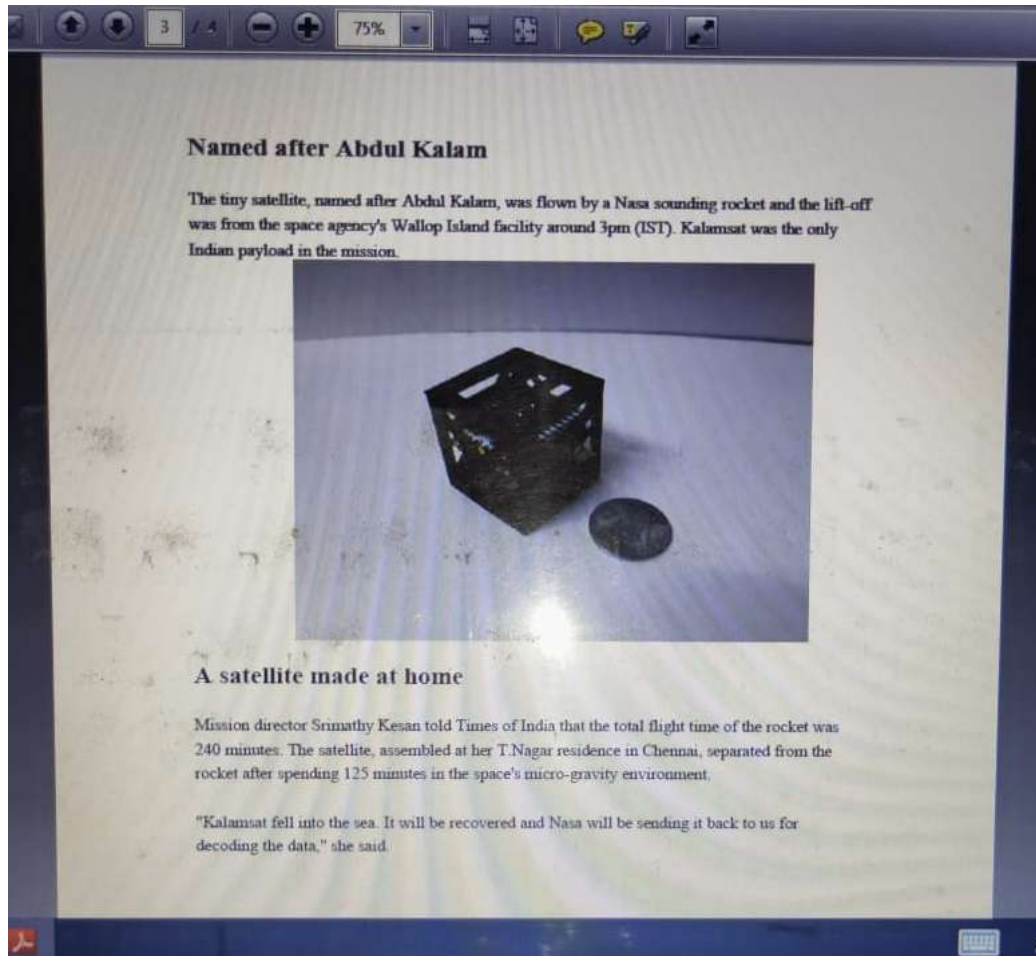 3 / 4
75%
Named after Abdul Kalam
The tiny satellite, named after Abdul Kalam, was flown by a Nasa sounding rocket and the lift-off
was from the space agency's Wallop Island facility around 3pm (IST). Kalamsat was the only
Indian payload in the mission.
A satellite made at home
Mission director Srimathy Kesan told Times of India that the total flight time of the rocket was
240 minutes. The satellite, assembled at her T.Nagar residence in Chennai, separated from the
rocket after spending 125 minutes in the space's micro-gravity environment.
"Kalamsat fell into the sea. It will be recovered and Nasa will be sending it back to us for
decoding the data," she said.